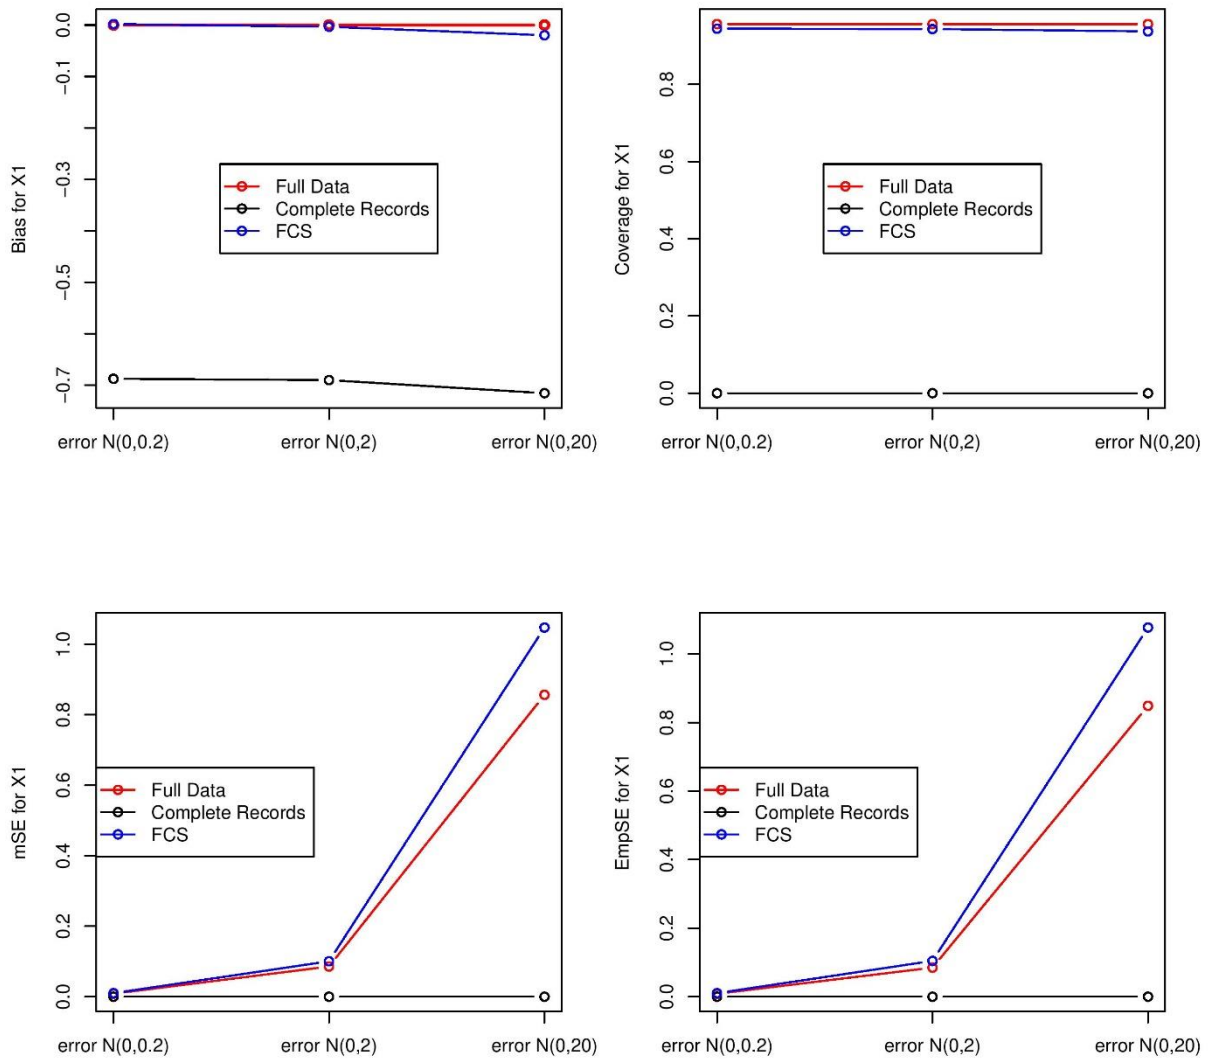 Bias for X1
0.0
−0.1
−0.3
−0.5
−0.7
Full Data
Complete Records
FCS
error N(0,0.2)
error N(0,2)
error N(0,20)
Coverage for X1
0.8
0.6
0.4
0.2
0.0
Full Data
Complete Records
FCS
error N(0,0.2)
error N(0,2)
error N(0,20)
mSE for X1
1.0
0.8
0.6
0.4
0.2
0.0
Full Data
Complete Records
FCS
error N(0,0.2)
error N(0,2)
error N(0,20)
EmpSE for X1
1.0
0.8
0.6
0.4
0.2
0.0
Full Data
Complete Records
FCS
error N(0,0.2)
error N(0,2)
error N(0,20)